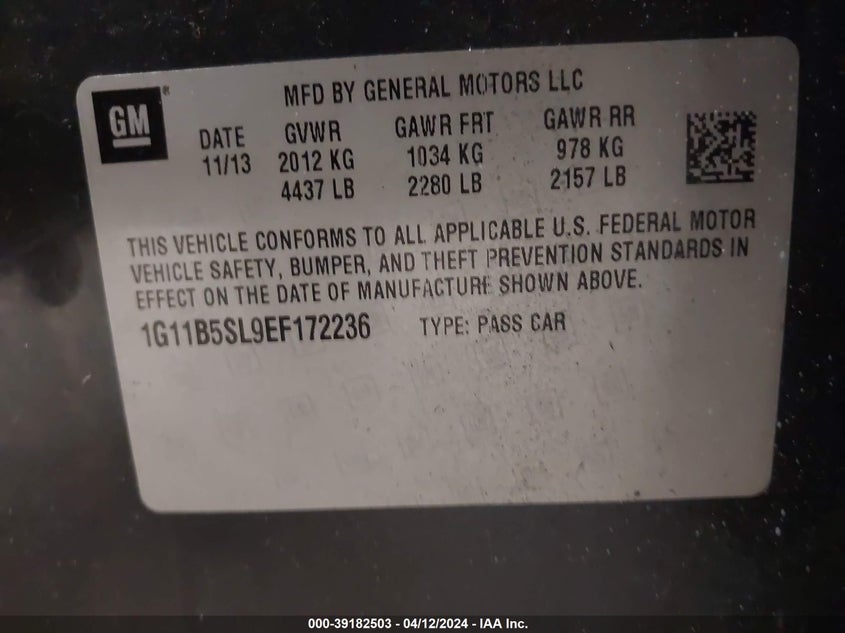 GM®
MFD BY GENERAL MOTORS LLC
DATE GVWR GAWR FRT GAWR RR
11/13 2012 KG 1034 KG 978 KG
4437 LB 2280 LB 2157 LB
THIS VEHICLE CONFORMS TO ALL APPLICABLE U.S. FEDERAL MOTOR
VEHICLE SAFETY, BUMPER, AND THEFT PREVENTION STANDARDS IN
EFFECT ON THE DATE OF MANUFACTURE SHOWN ABOVE.
1G11B5SL9EF172236 TYPE: PASS CAR
000-39182503 - 04/12/2024 - IAA Inc.